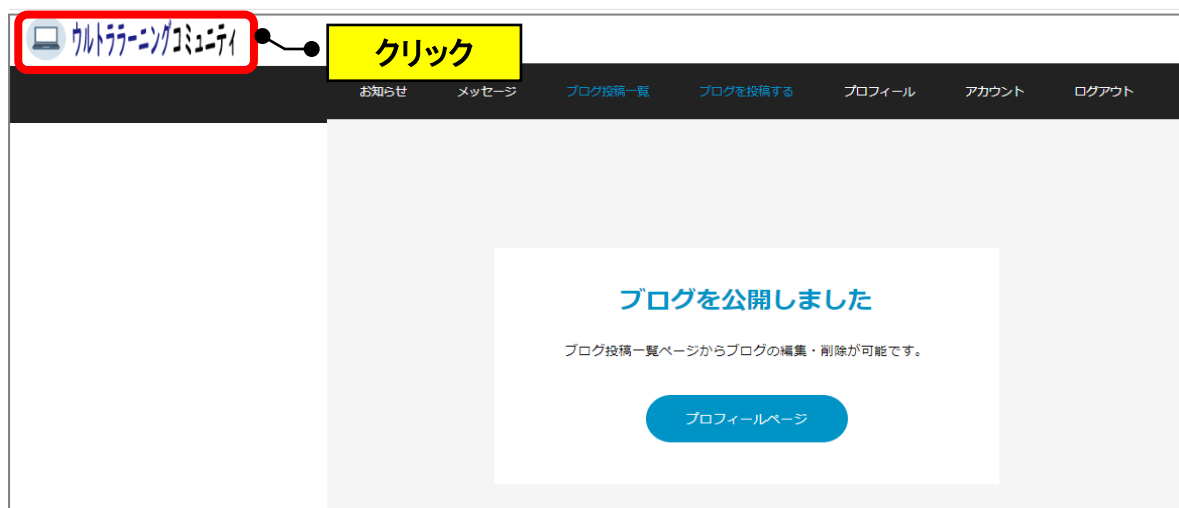 ウルトララーニングコミュニティ
クリック
お知らせ メッセージ ブログ投稿一覧 ブログを投稿する プロフィール アカウント ログアウト
ブログを公開しました
ブログ投稿一覧ページからブログの編集・削除が可能です。
プロフィールページ